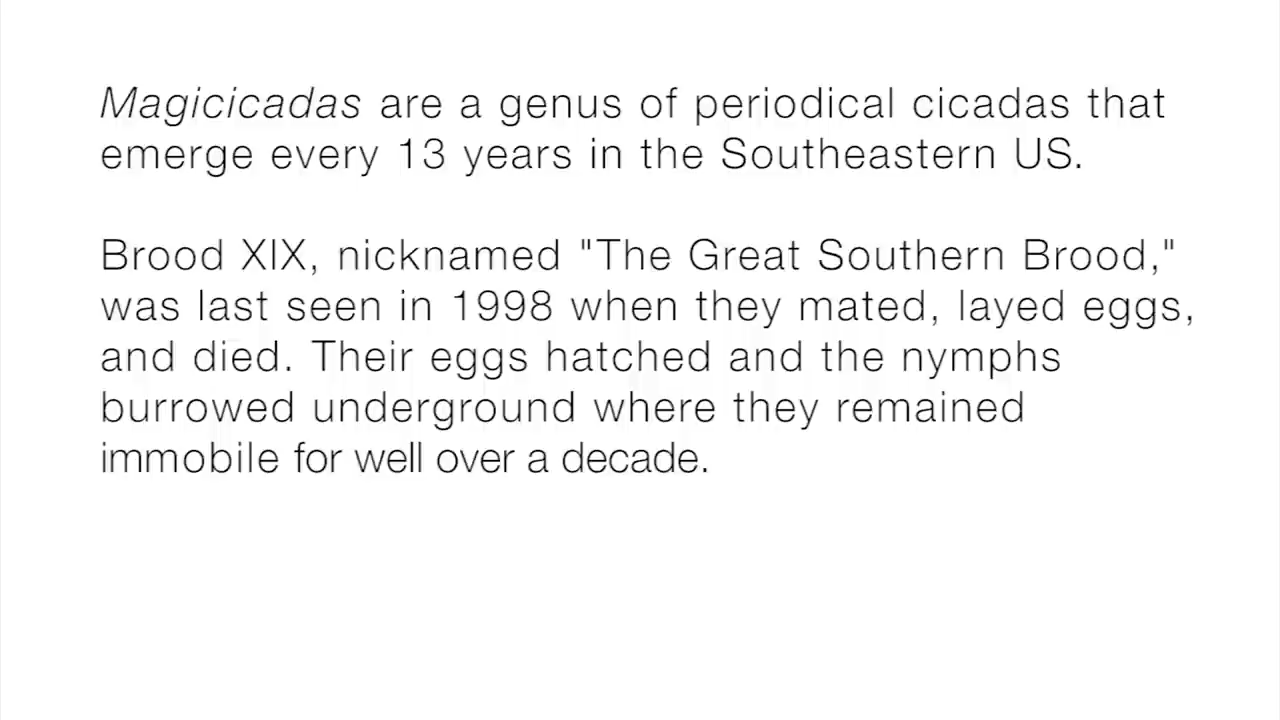 Magicicadas are a genus of periodical cicadas that
emerge every 13 years in the Southeastern US.
Brood XIX, nicknamed "The Great Southern Brood,"
was last seen in 1998 when they mated, layed eggs,
and died. Their eggs hatched and the nymphs
burrowed underground where they remained
immobile for well over a decade.